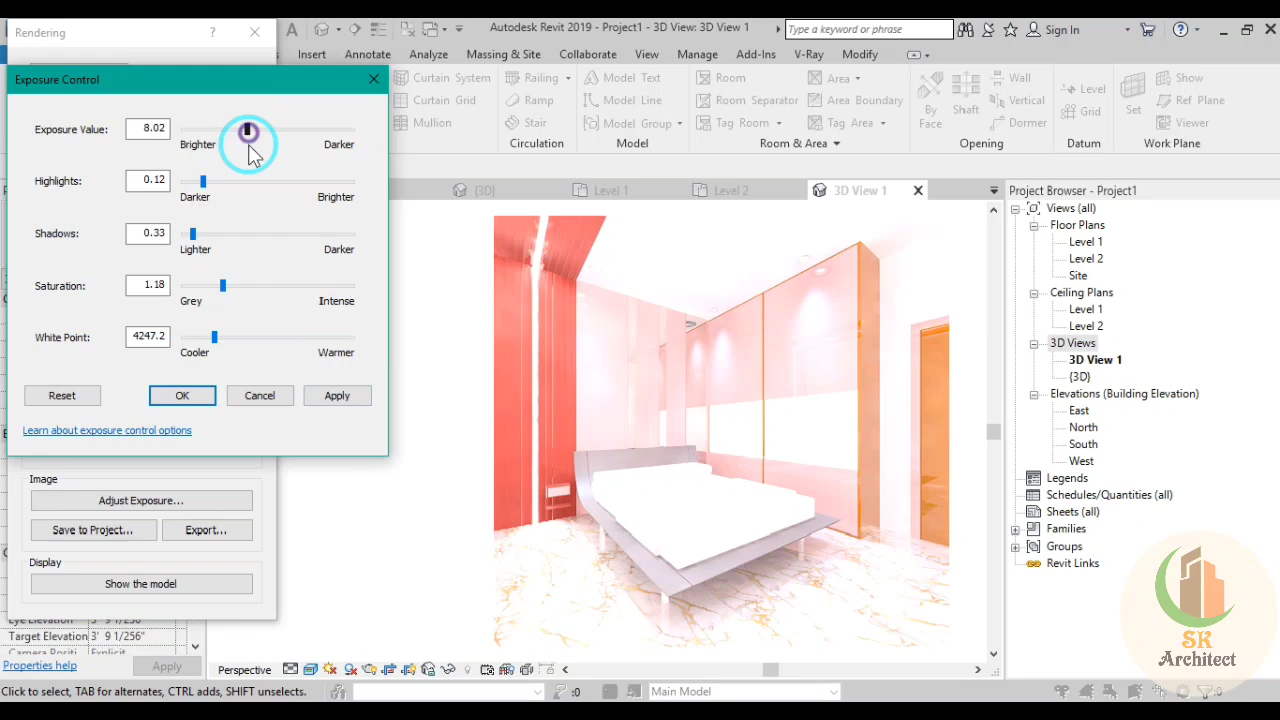 Rendering
?
Autodesk Revit 2019 - Project1 - 3D View: 3D View 1
Type a keyword or phrase
Sign In
Insert Annotate Analyze Massing & Site Collaborate View Manage Add-Ins V-Ray Modify
Exposure Control
Exposure Value: 8.02
Brighter Darker
Highlights: 0.12
Darker Brighter
Shadows: 0.33
Lighter Darker
Saturation: 1.18
Grey Intense
White Point: 4247.2
Cooler Warmer
Reset OK Cancel Apply
Learn about exposure control options
Curtain System
Curtain Grid
Mullion
Railing
Ramp
Stair
Circulation
Model Text
Model Line
Model Group
Model
Room
Room Separator
Tag Room
Area
Area Boundary
Tag Area
Room & Area
By Face
Shaft
Wall
Vertical
Dormer
Opening
Level
Grid
Datum
Set
Show
Ref Plane
Viewer
Work Plane
{3D} Level 1 Level 2 3D View 1
Project Browser - Project1
Views (all)
Floor Plans
Level 1
Level 2
Site
Ceiling Plans
Level 1
Level 2
3D Views
3D View 1
{3D}
Elevations (Building Elevation)
East
North
South
West
Legends
Schedules/Quantities (all)
Sheets (all)
Families
Groups
Revit Links
Image
Adjust Exposure...
Save to Project... Export...
Display
Show the model
Eye Elevation
Target Elevation 3' 9 1/256"
Camera Positi Explicit
Properties help Apply
Perspective
Click to select, TAB for alternates, CTRL adds, SHIFT unselects.
:0
Main Model
:0
SK
Architect